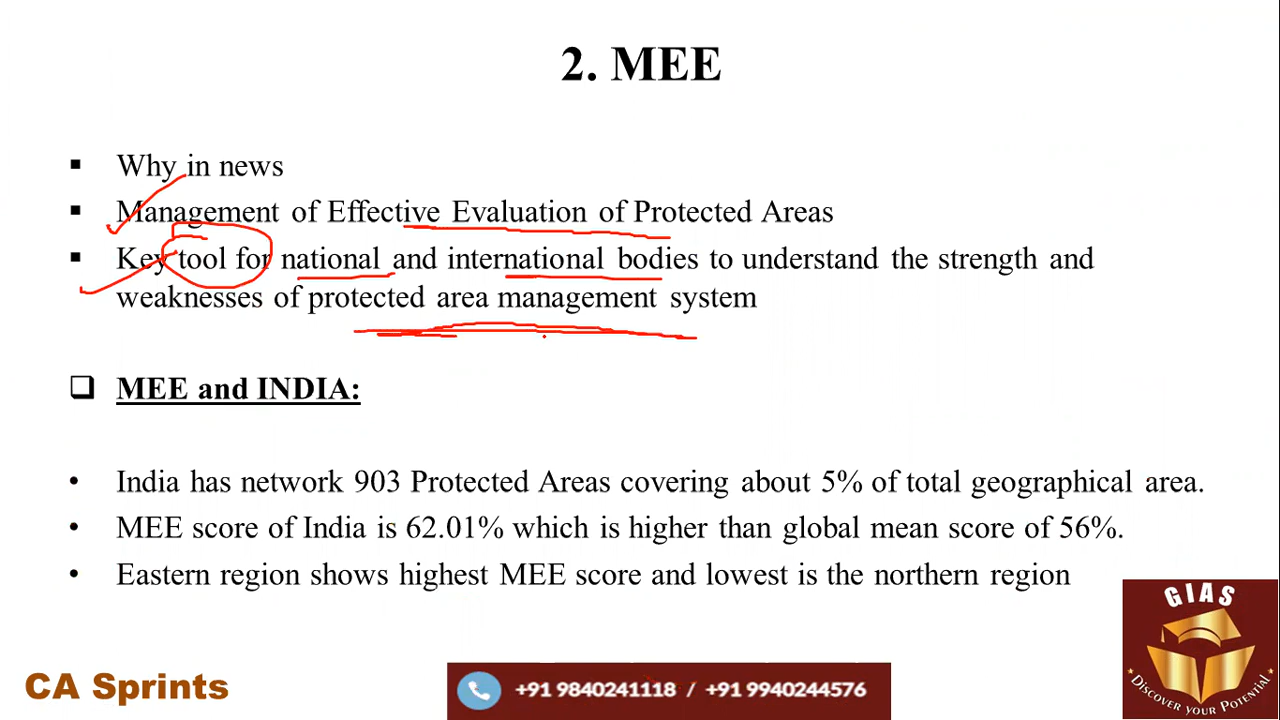 2. MEE
▪ Why in news
▪ Management of Effective Evaluation of Protected Areas
▪ Key tool for national and international bodies to understand the strength and
weaknesses of protected area management system
❑ MEE and INDIA:
• India has network 903 Protected Areas covering about 5% of total geographical area.
• MEE score of India is 62.01% which is higher than global mean score of 56%.
• Eastern region shows highest MEE score and lowest is the northern region
GIAS
DISCOVER YOUR POTENTIAL
CA Sprints
+91 9840241118 / +91 9940244576